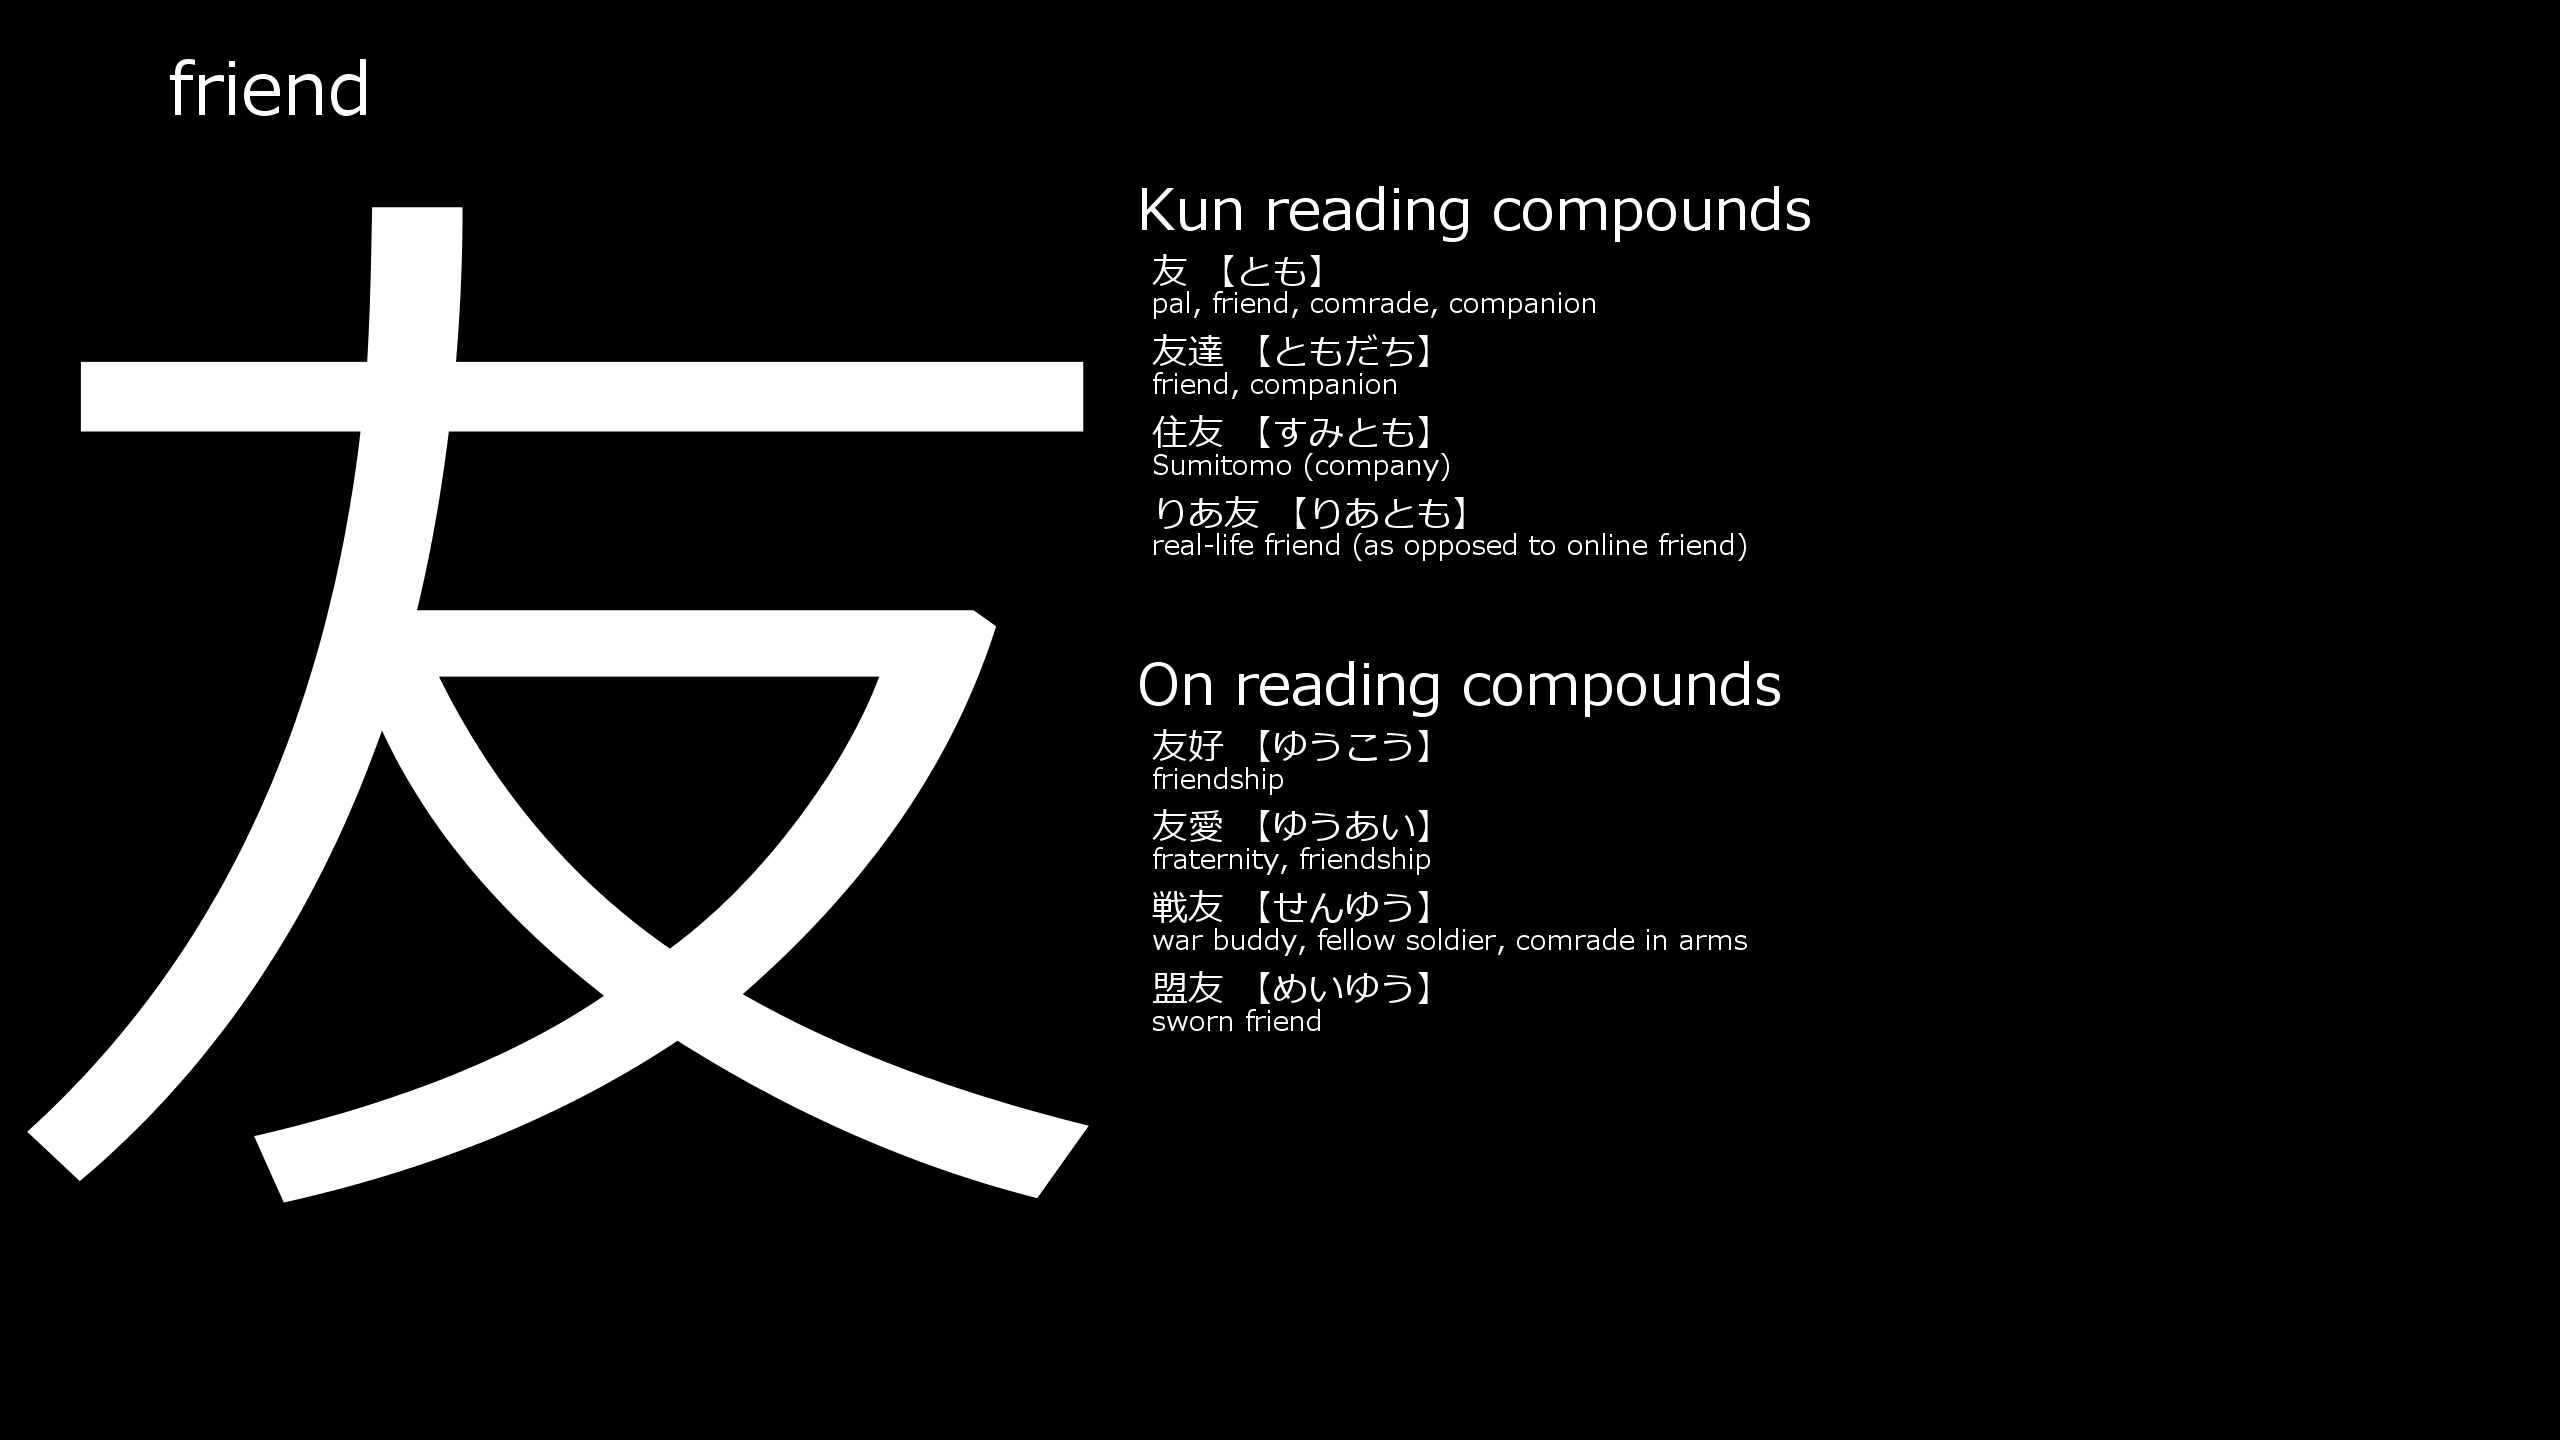 friend
友
Kun reading compounds
友 【とも】
pal, friend, comrade, companion
友達 【ともだち】
friend, companion
住友 【すみとも】
Sumitomo (company)
りあ友 【りあとも】
real-life friend (as opposed to online friend)
On reading compounds
友好 【ゆうこう】
friendship
友愛 【ゆうあい】
fraternity, friendship
戦友 【せんゆう】
war buddy, fellow soldier, comrade in arms
盟友 【めいゆう】
sworn friend